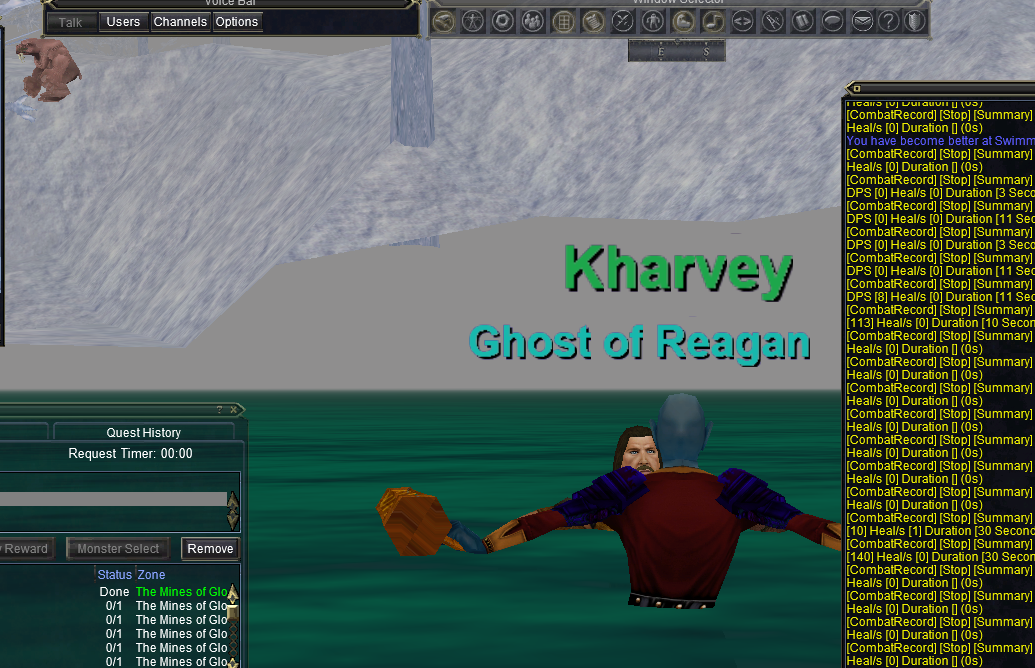 Voice Bar
Talk Users Channels Options
Window Selector
E S
Heal/s [0] Duration [] (0s)
[CombatRecord] [Stop] [Summary]
Heal/s [0] Duration [] (0s)
You have become better at Swimm
[CombatRecord] [Stop] [Summary]
Heal/s [0] Duration [] (0s)
[CombatRecord] [Stop] [Summary]
DPS [0] Heal/s [0] Duration [3 Seco
[CombatRecord] [Stop] [Summary]
DPS [0] Heal/s [0] Duration [11 Sec
[CombatRecord] [Stop] [Summary]
DPS [0] Heal/s [0] Duration [3 Seco
[CombatRecord] [Stop] [Summary]
DPS [0] Heal/s [0] Duration [11 Sec
[CombatRecord] [Stop] [Summary]
DPS [8] Heal/s [0] Duration [11 Sec
[CombatRecord] [Stop] [Summary]
[113] Heal/s [0] Duration [10 Secon
[CombatRecord] [Stop] [Summary]
Heal/s [0] Duration [] (0s)
[CombatRecord] [Stop] [Summary]
Heal/s [0] Duration [] (0s)
[CombatRecord] [Stop] [Summary]
Heal/s [0] Duration [] (0s)
[CombatRecord] [Stop] [Summary]
Heal/s [0] Duration [] (0s)
[CombatRecord] [Stop] [Summary]
Heal/s [0] Duration [] (0s)
[CombatRecord] [Stop] [Summary]
Heal/s [0] Duration [] (0s)
[CombatRecord] [Stop] [Summary]
Heal/s [0] Duration [] (0s)
[CombatRecord] [Stop] [Summary]
[10] Heal/s [1] Duration [30 Second
[CombatRecord] [Stop] [Summary]
[140] Heal/s [0] Duration [30 Secon
[CombatRecord] [Stop] [Summary]
Heal/s [0] Duration [] (0s)
[CombatRecord] [Stop] [Summary]
Heal/s [0] Duration [] (0s)
[CombatRecord] [Stop] [Summary]
Heal/s [0] Duration [] (0s)
[CombatRecord] [Stop] [Summary]
Heal/s [0] Duration [] (0s)
Kharvey
Ghost of Reagan
Quest History
Request Timer: 00:00
Reward Monster Select Remove
Status Zone
Done The Mines of Glo
0/1 The Mines of Glo
0/1 The Mines of Glo
0/1 The Mines of Glo
0/1 The Mines of Glo
0/1 The Mines of Glo